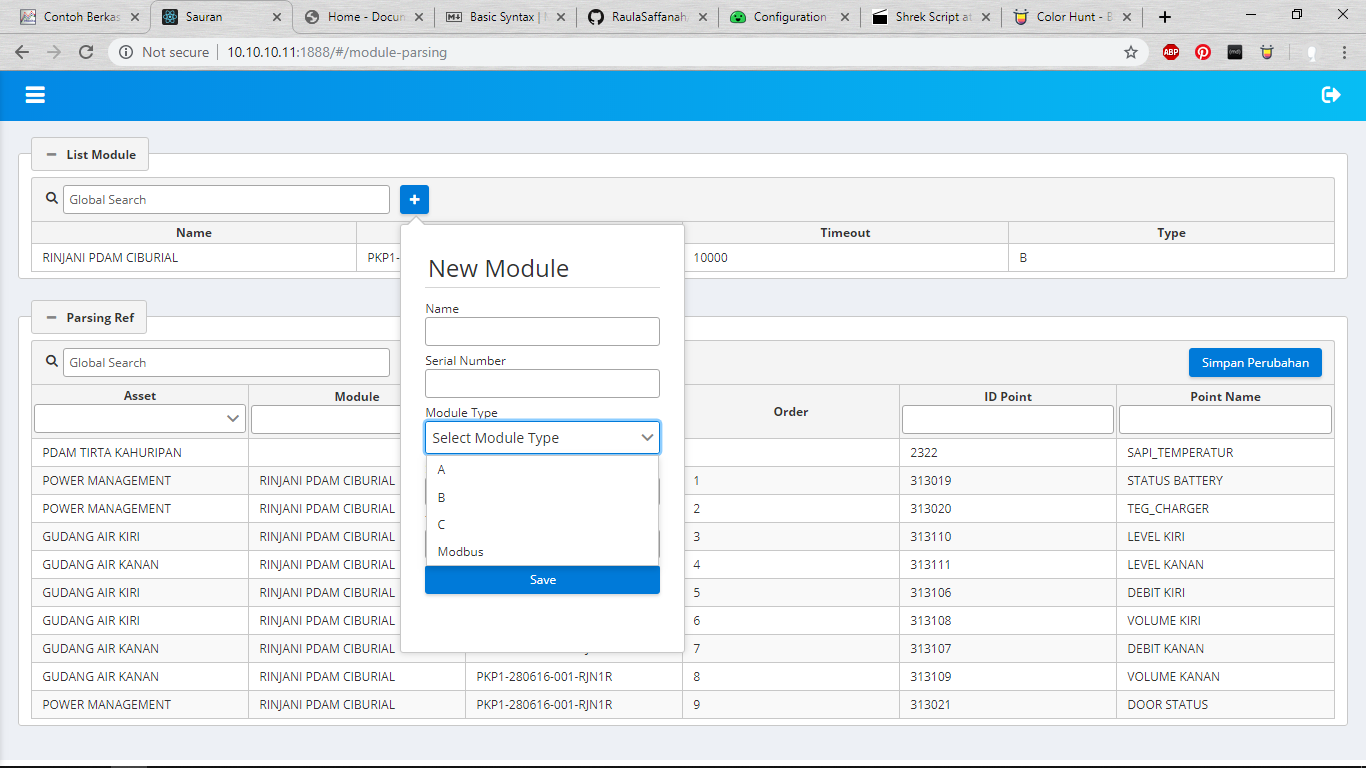 Contoh Berkas
Sauran
Home - Docun
Basic Syntax |
RaulaSaffanah
Configuration
Shrek Script at
Color Hunt - B
Not secure 10.10.10.11:1888/#/module-parsing
ABP
List Module
Global Search
Name Timeout Type
RINJANI PDAM CIBURIAL PKP1- 10000 B
New Module
Name
Serial Number
Module Type
Select Module Type
A
B
C
Modbus
Save
Parsing Ref
Global Search
Simpan Perubahan
Asset Module Order ID Point Point Name
PDAM TIRTA KAHURIPAN 2322 SAPI_TEMPERATUR
POWER MANAGEMENT RINJANI PDAM CIBURIAL 1 313019 STATUS BATTERY
POWER MANAGEMENT RINJANI PDAM CIBURIAL 2 313020 TEG_CHARGER
GUDANG AIR KIRI RINJANI PDAM CIBURIAL 3 313110 LEVEL KIRI
GUDANG AIR KANAN RINJANI PDAM CIBURIAL 4 313111 LEVEL KANAN
GUDANG AIR KIRI RINJANI PDAM CIBURIAL 5 313106 DEBIT KIRI
GUDANG AIR KIRI RINJANI PDAM CIBURIAL 6 313108 VOLUME KIRI
GUDANG AIR KANAN RINJANI PDAM CIBURIAL 7 313107 DEBIT KANAN
GUDANG AIR KANAN RINJANI PDAM CIBURIAL PKP1-280616-001-RJN1R 8 313109 VOLUME KANAN
POWER MANAGEMENT RINJANI PDAM CIBURIAL PKP1-280616-001-RJN1R 9 313021 DOOR STATUS